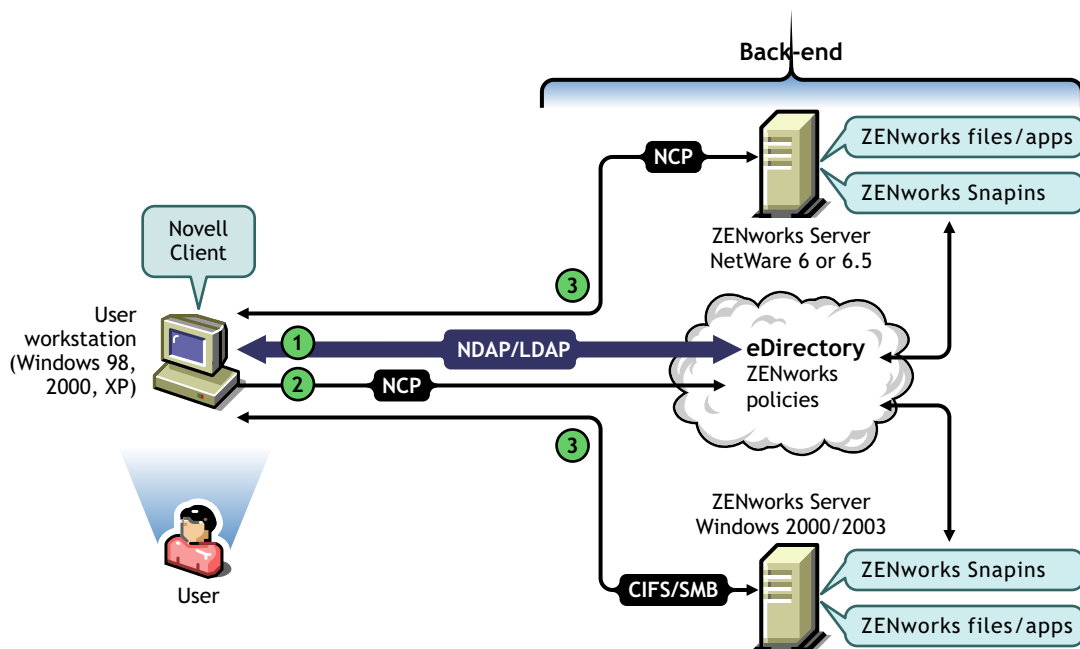 Back-end
NCP
ZENworks files/apps
ZENworks Snapins
Novell
Client
ZENworks Server
NetWare 6 or 6.5
3
User
workstation
(Windows 98,
2000, XP)
1
NDAP/LDAP
eDirectory
ZENworks
policies
2
NCP
3
ZENworks Server
Windows 2000/2003
User
CIFS/SMB
ZENworks Snapins
ZENworks files/apps